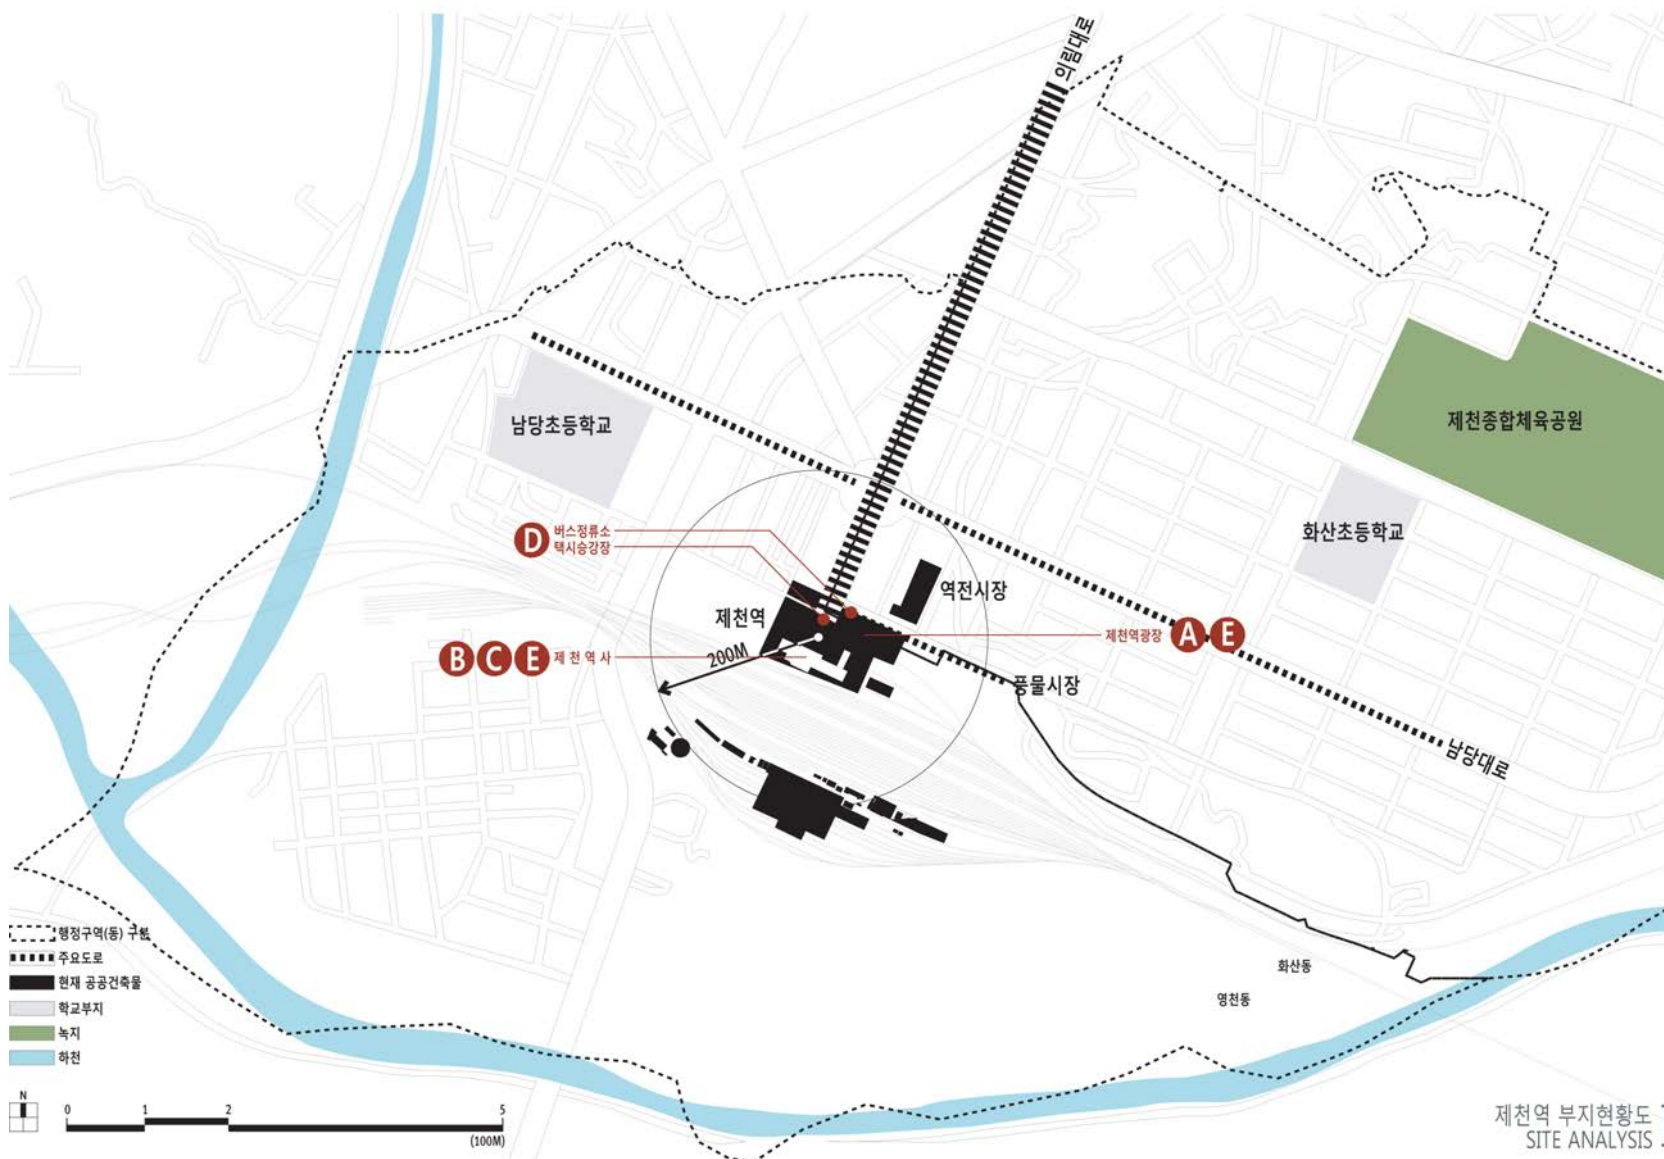 의림대로
남당초등학교
제천종합체육공원
화산초등학교
D 버스정류소
택시승강장
역전시장
제천역
제천역광장 A E
B C E 제 천 역 사
200M
풍물시장
남당대로
행정구역(동) 구분
주요도로
현재 공공건축물
학교부지
녹지
하천
화산동
영천동
N
0 1 2 5
(100M)
제천역 부지현황도
SITE ANALYSIS